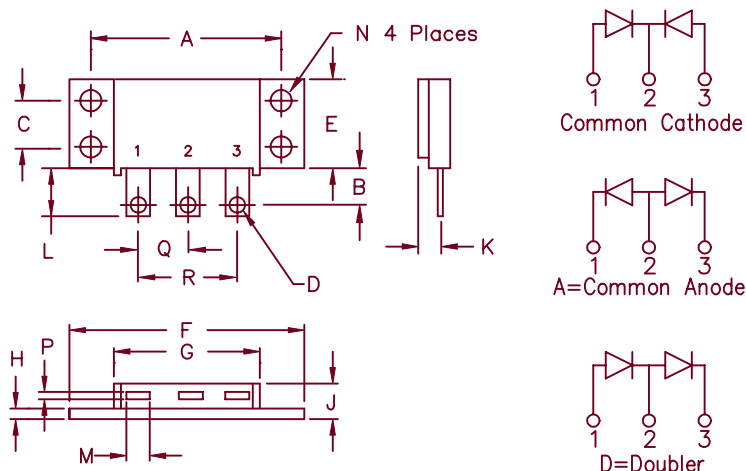 A
N 4 Places
C
E
1 2 3
B
L
Q
K
R
D
F
G
H
P
J
M
1 2 3
Common Cathode
1 2 3
A=Common Anode
1 2 3
D=Doubler